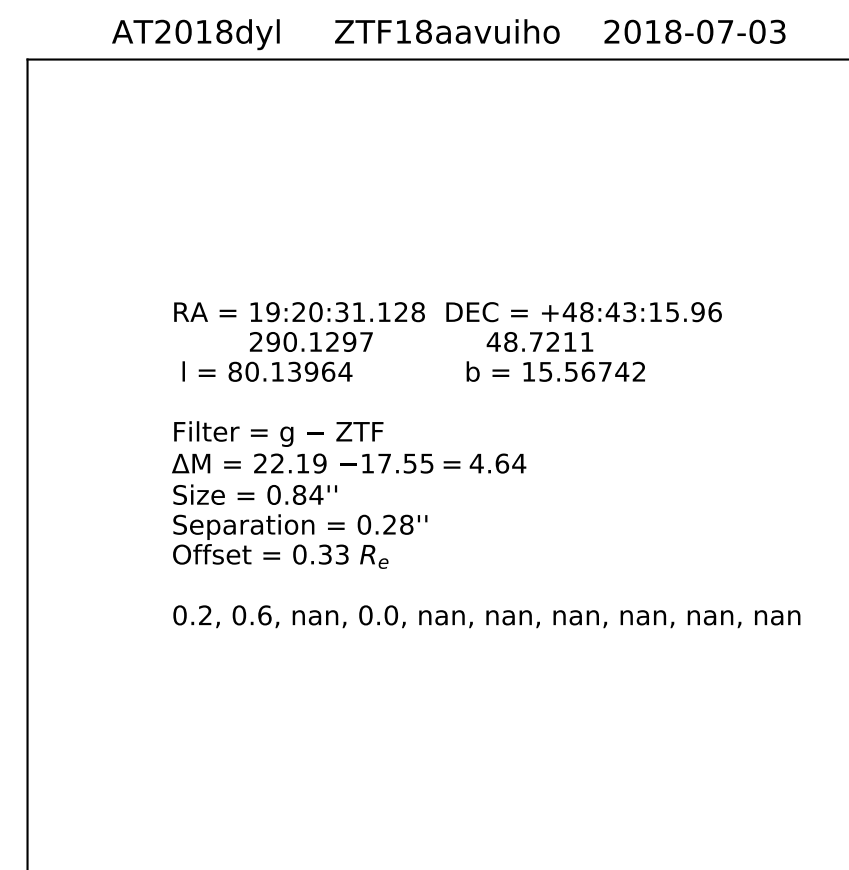 AT2018dyl ZTF18aavuiho 2018-07-03
RA = 19:20:31.128 DEC = +48:43:15.96
290.1297 48.7211
l = 80.13964 b = 15.56742
Filter = g − ZTF
ΔM = 22.19 −17.55 = 4.64
Size = 0.84''
Separation = 0.28''
Offset = 0.33 Re
0.2, 0.6, nan, 0.0, nan, nan, nan, nan, nan, nan